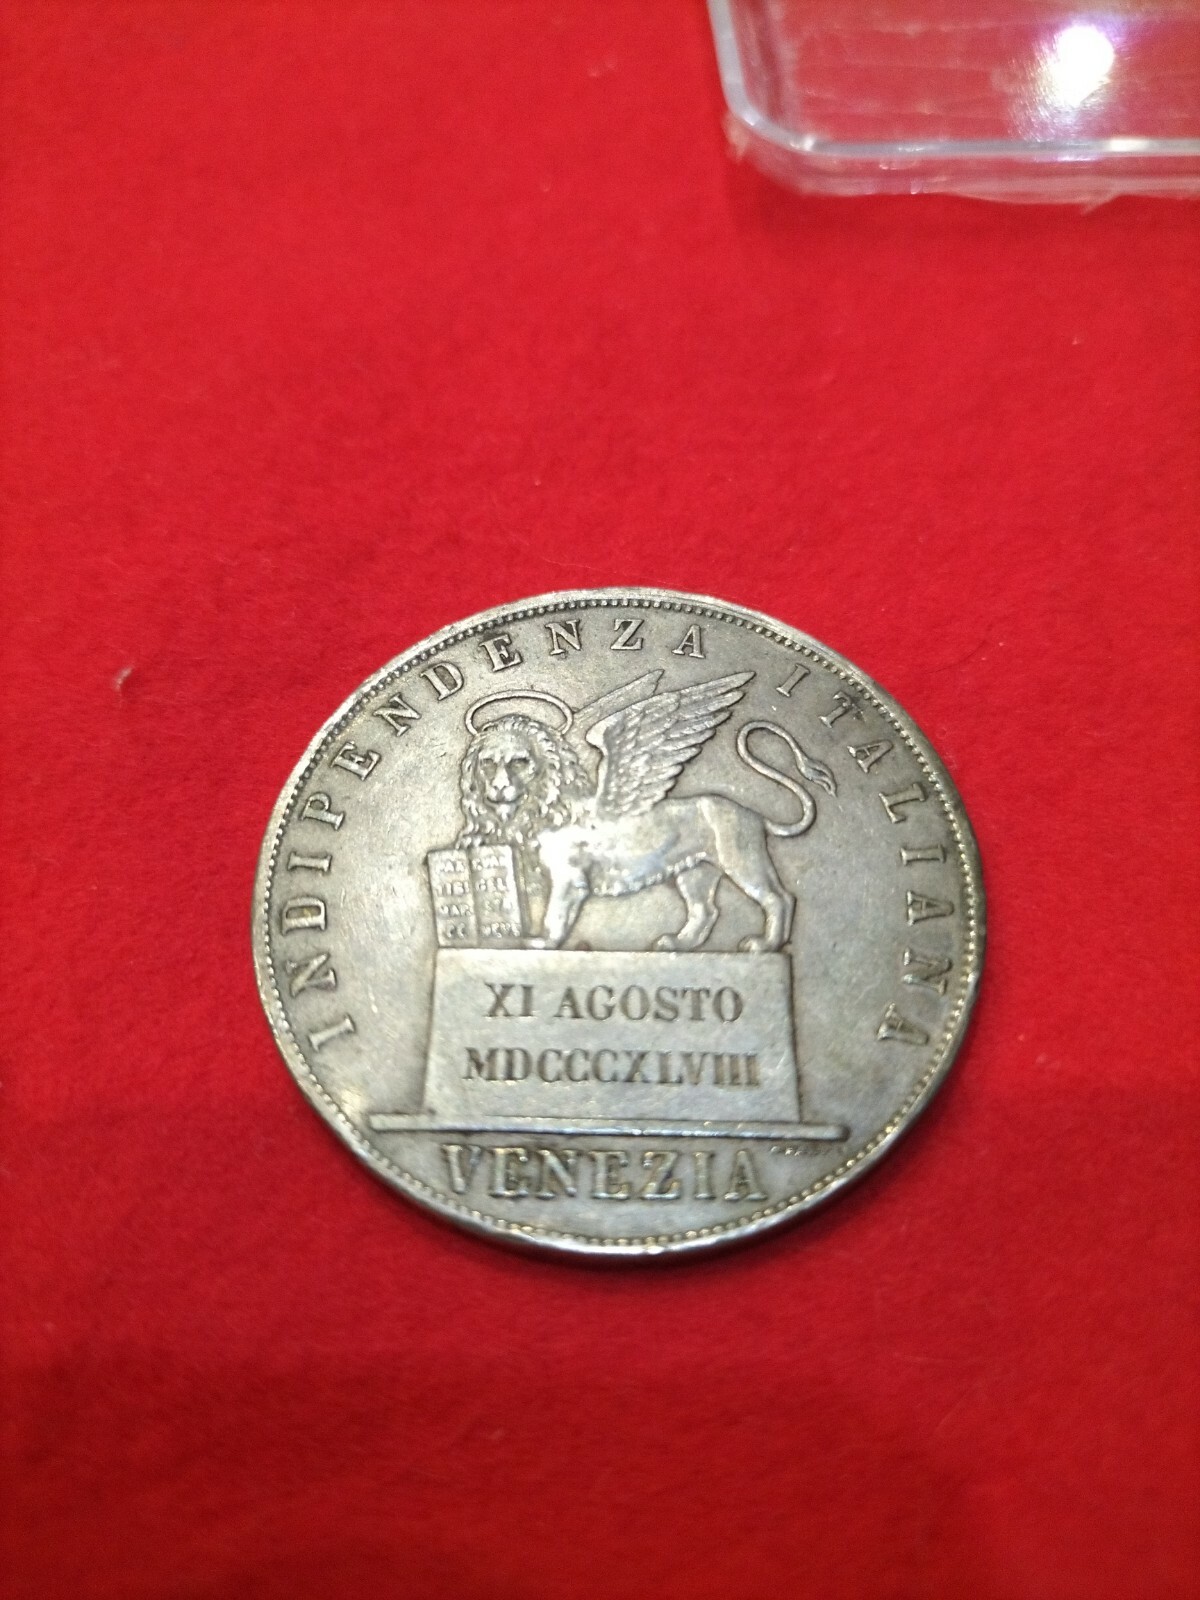 INDIPENDENZA ITALIANA
XI AGOSTO
MDCCCXLVIII
VENEZIA